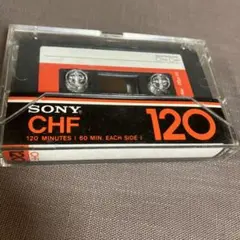 SONY
CHF 120
120 MINUTES ( 60 MIN. EACH SIDE )